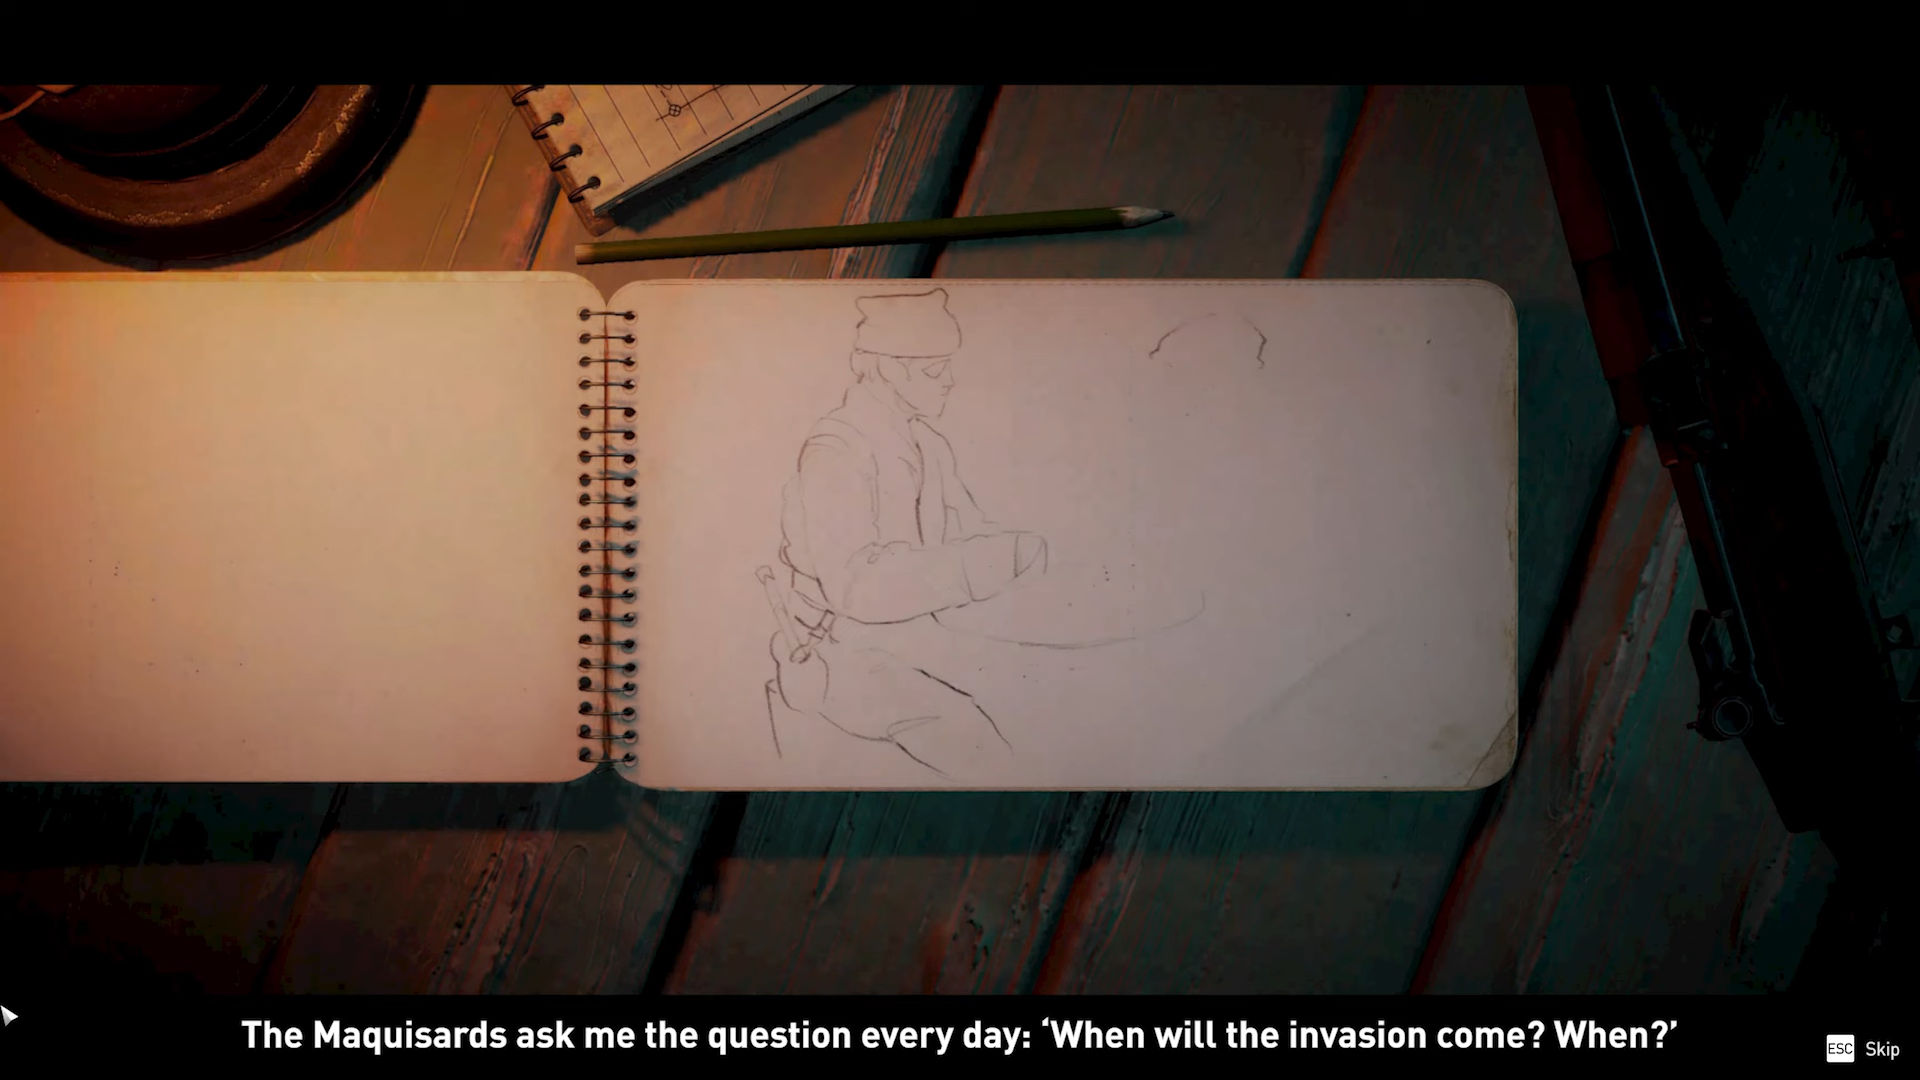 The Maquisards ask me the question every day: ‘When will the invasion come? When?’
ESC Skip